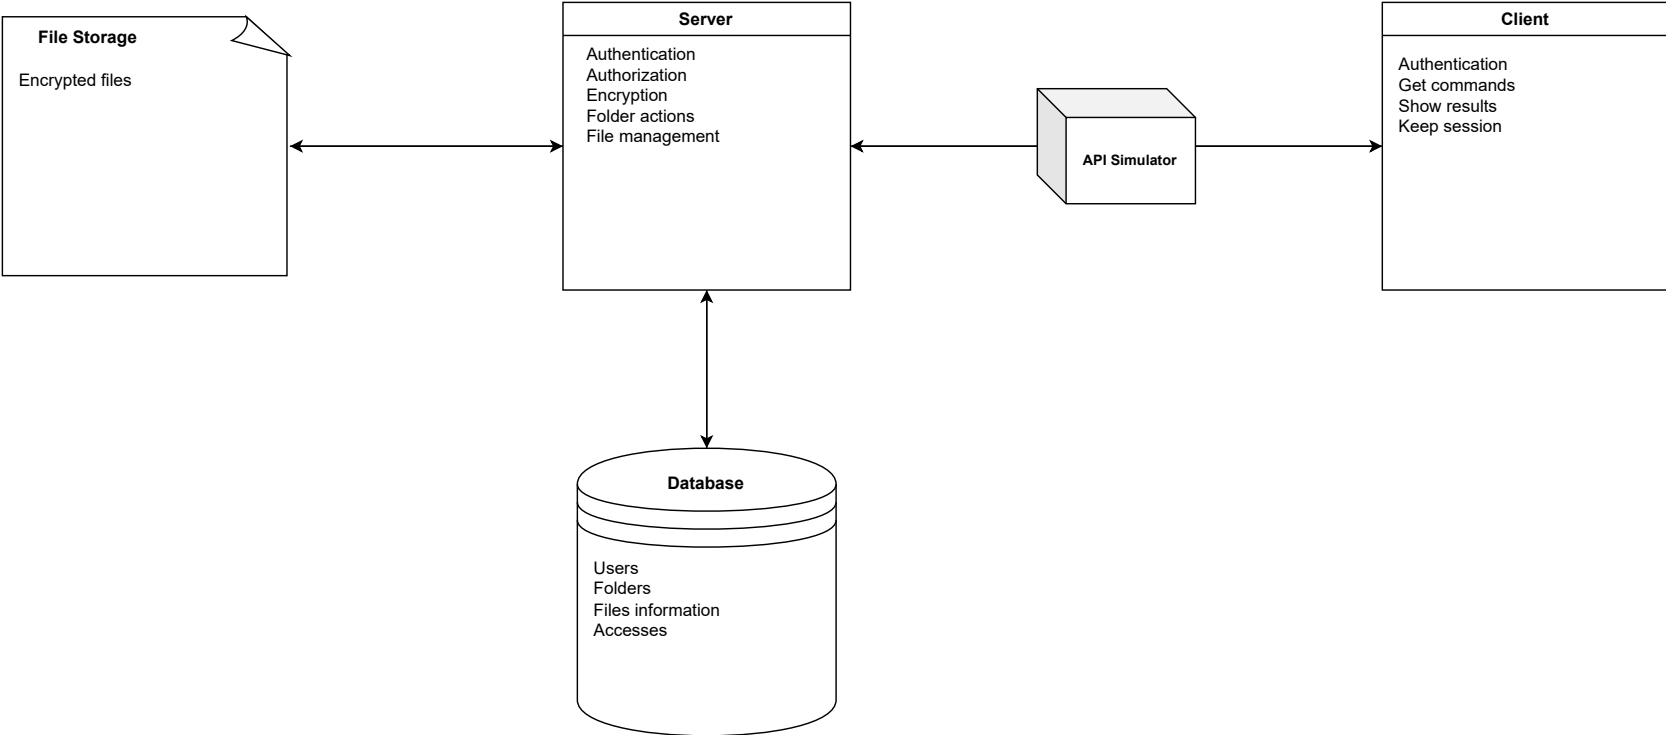 File Storage
Encrypted files
Server
Authentication
Authorization
Encryption
Folder actions
File management
API Simulator
Client
Authentication
Get commands
Show results
Keep session
Database
Users
Folders
Files information
Accesses